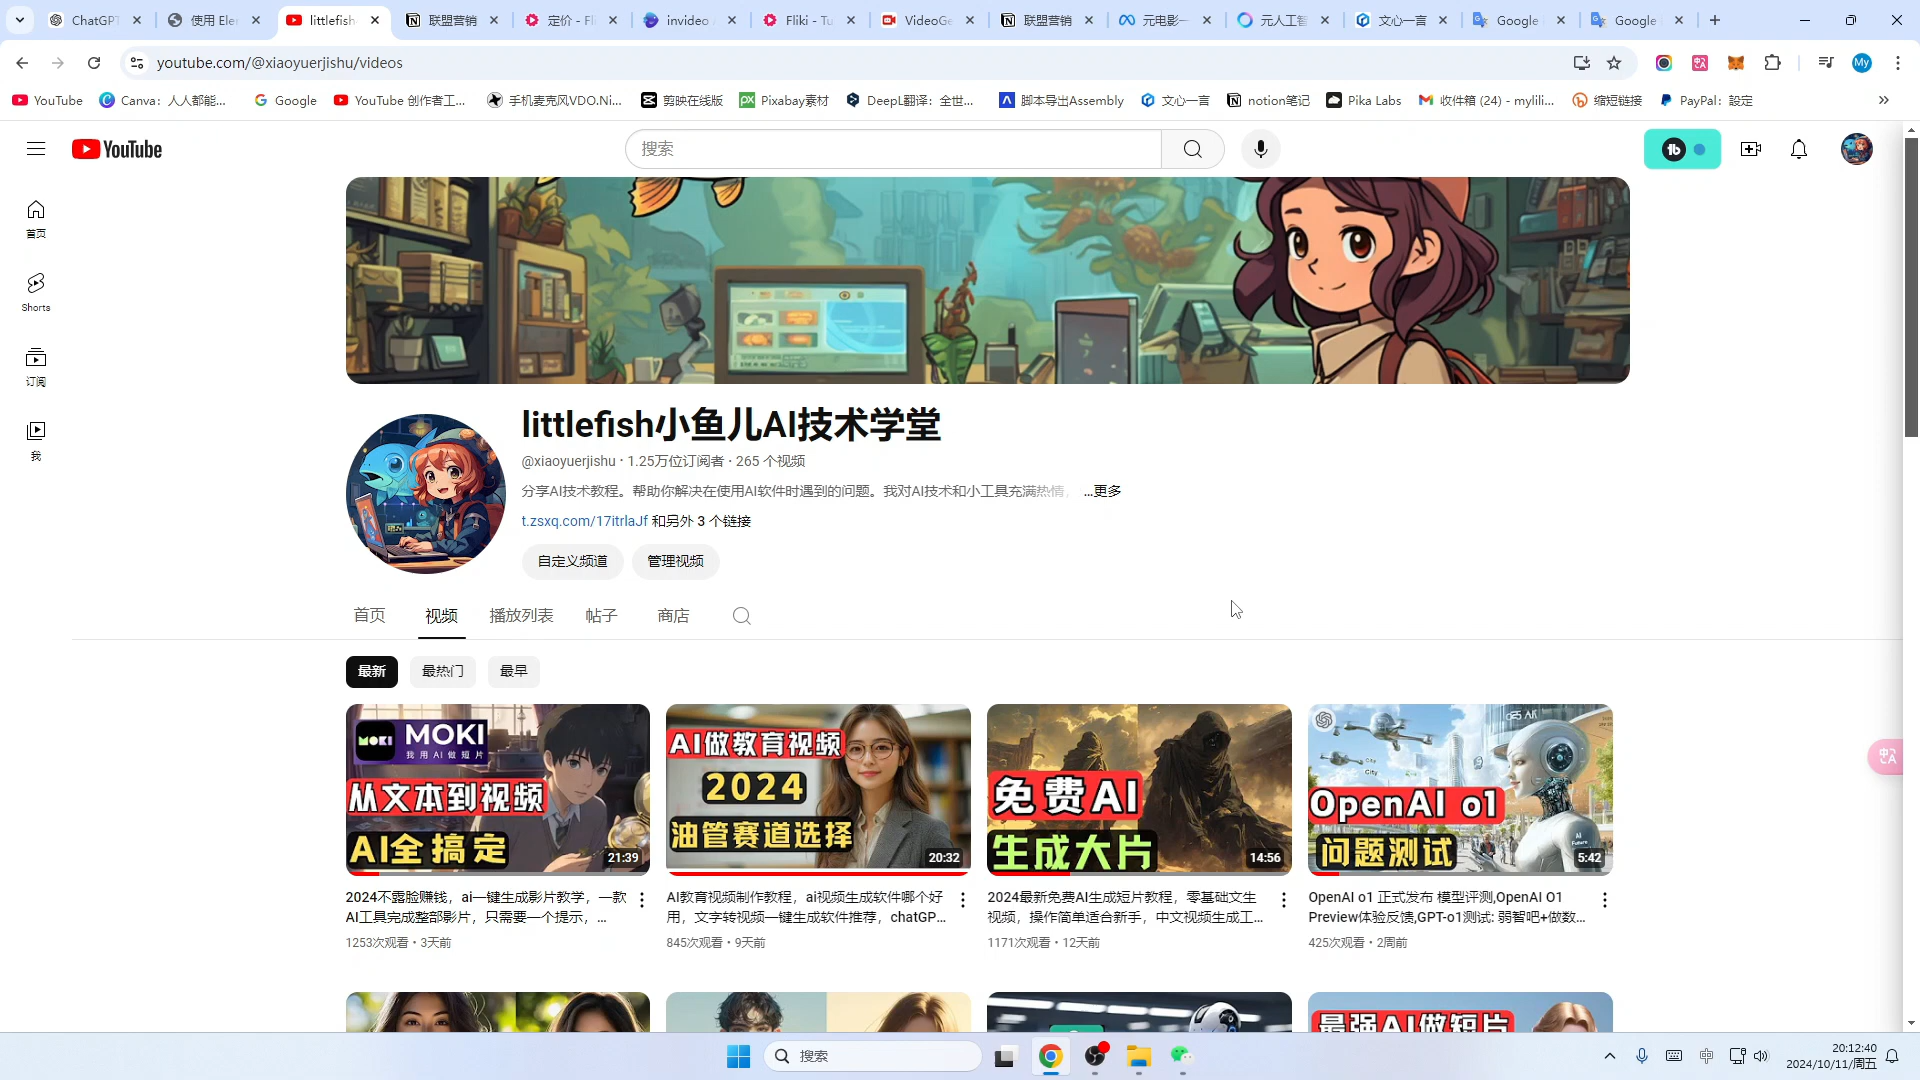 ChatGPT
使用 Ele
littlefish
联盟营销
定价 - Fli
invideo
Fliki - Tu
VideoGe
联盟营销
元电影一
元人工智
文心一言
Google
Google
youtube.com/@xiaoyuerjishu/videos
My
YouTube
Canva：人人都能...
Google
YouTube 创作者工...
手机麦克风VDO.Ni...
剪映在线版
Pixabay素材
DeepL翻译：全世...
脚本导出Assembly
文心一言
notion笔记
Pika Labs
收件箱 (24) - mylili...
缩短链接
PayPal：設定
YouTube
搜索
首页
Shorts
订阅
我
littlefish小鱼儿AI技术学堂
@xiaoyuerjishu · 1.25万位订阅者 · 265 个视频
分享AI技术教程。帮助你解决在使用AI软件时遇到的问题。我对AI技术和小工具充满热情， ...更多
t.zsxq.com/17itrlaJf 和另外 3 个链接
自定义频道
管理视频
首页
视频
播放列表
帖子
商店
最新
最热门
最早
MOKI
MOKI
我用AI做短片
从文本到视频
AI全搞定
21:39
AI做教育视频
2024
油管赛道选择
20:32
免费AI
生成大片
14:56
OpenAI o1
问题测试
City
AI
5:42
2024不露脸赚钱，ai一键生成影片教学，一款
AI工具完成整部影片，只需要一个提示，...
1253次观看 · 3天前
AI教育视频制作教程，ai视频生成软件哪个好
用，文字转视频一键生成软件推荐，chatGP...
845次观看 · 9天前
2024最新免费AI生成短片教程，零基础文生
视频，操作简单适合新手，中文视频生成工...
1171次观看 · 12天前
OpenAI o1 正式发布 模型评测,OpenAI O1
Preview体验反馈,GPT-o1测试: 弱智吧+做数...
425次观看 · 2周前
最强AI做短片
搜索
中
20:12:40
2024/10/11/周五